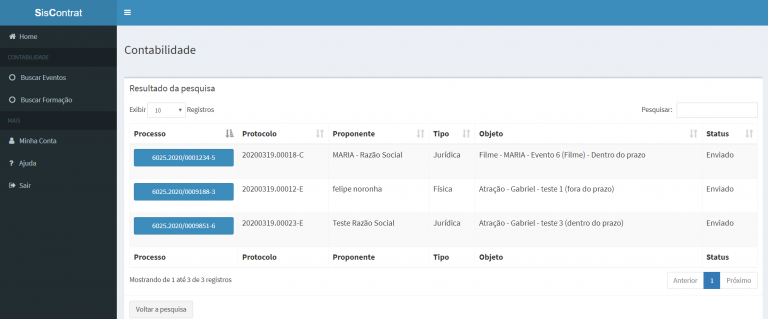 SisContrat
Home
CONTABILIDADE
Buscar Eventos
Buscar Formação
MAIS
Minha Conta
Ajuda
Sair
Contabilidade
Resultado da pesquisa
Exibir 10 Registros
Pesquisar:
Processo Protocolo Proponente Tipo Objeto Status
6025.2020/0001234-5 20200319.00018-C MARIA - Razão Social Jurídica Filme - MARIA - Evento 6 (Filme) - Dentro do prazo Enviado
6025.2020/0009188-3 20200319.00012-E felipe noronha Física Atração - Gabriel - teste 1 (fora do prazo) Enviado
6025.2020/0009851-6 20200319.00023-E Teste Razão Social Jurídica Atração - Gabriel - teste 3 (dentro do prazo) Enviado
Processo Protocolo Proponente Tipo Objeto Status
Mostrando de 1 até 3 de 3 registros
Anterior 1 Próximo
Voltar a pesquisa